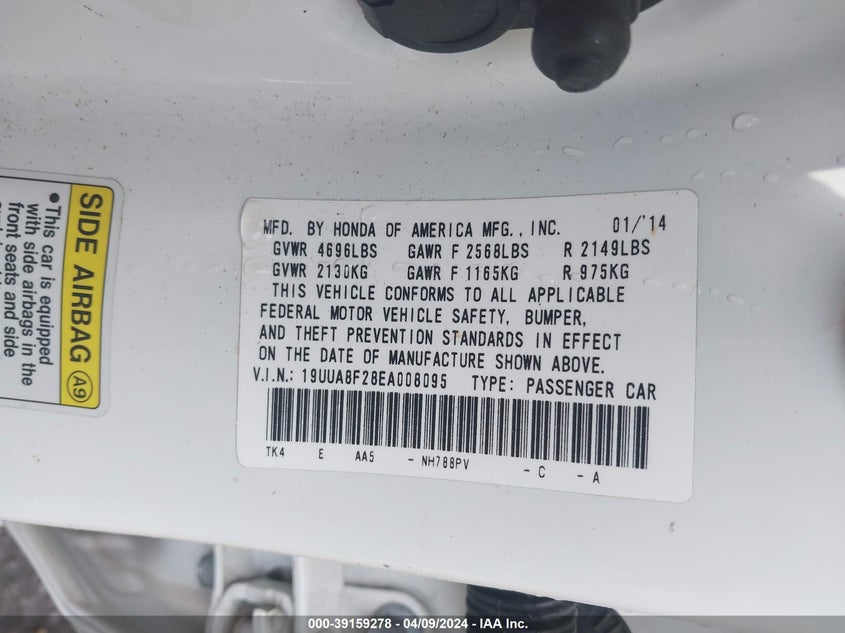 SIDE AIRBAG A9
•This car is equipped
with side airbags in the
front seats and side
MFD. BY HONDA OF AMERICA MFG., INC. 01/'14
GVWR 4696LBS GAWR F 2568LBS R 2149LBS
GVWR 2130KG GAWR F 1165KG R 975KG
THIS VEHICLE CONFORMS TO ALL APPLICABLE
FEDERAL MOTOR VEHICLE SAFETY, BUMPER,
AND THEFT PREVENTION STANDARDS IN EFFECT
ON THE DATE OF MANUFACTURE SHOWN ABOVE.
V.I.N.: 19UUA8F28EA008095 TYPE: PASSENGER CAR
TK4 E AA5 - NH788PV - C - A
000-39159278 - 04/09/2024 - IAA Inc.